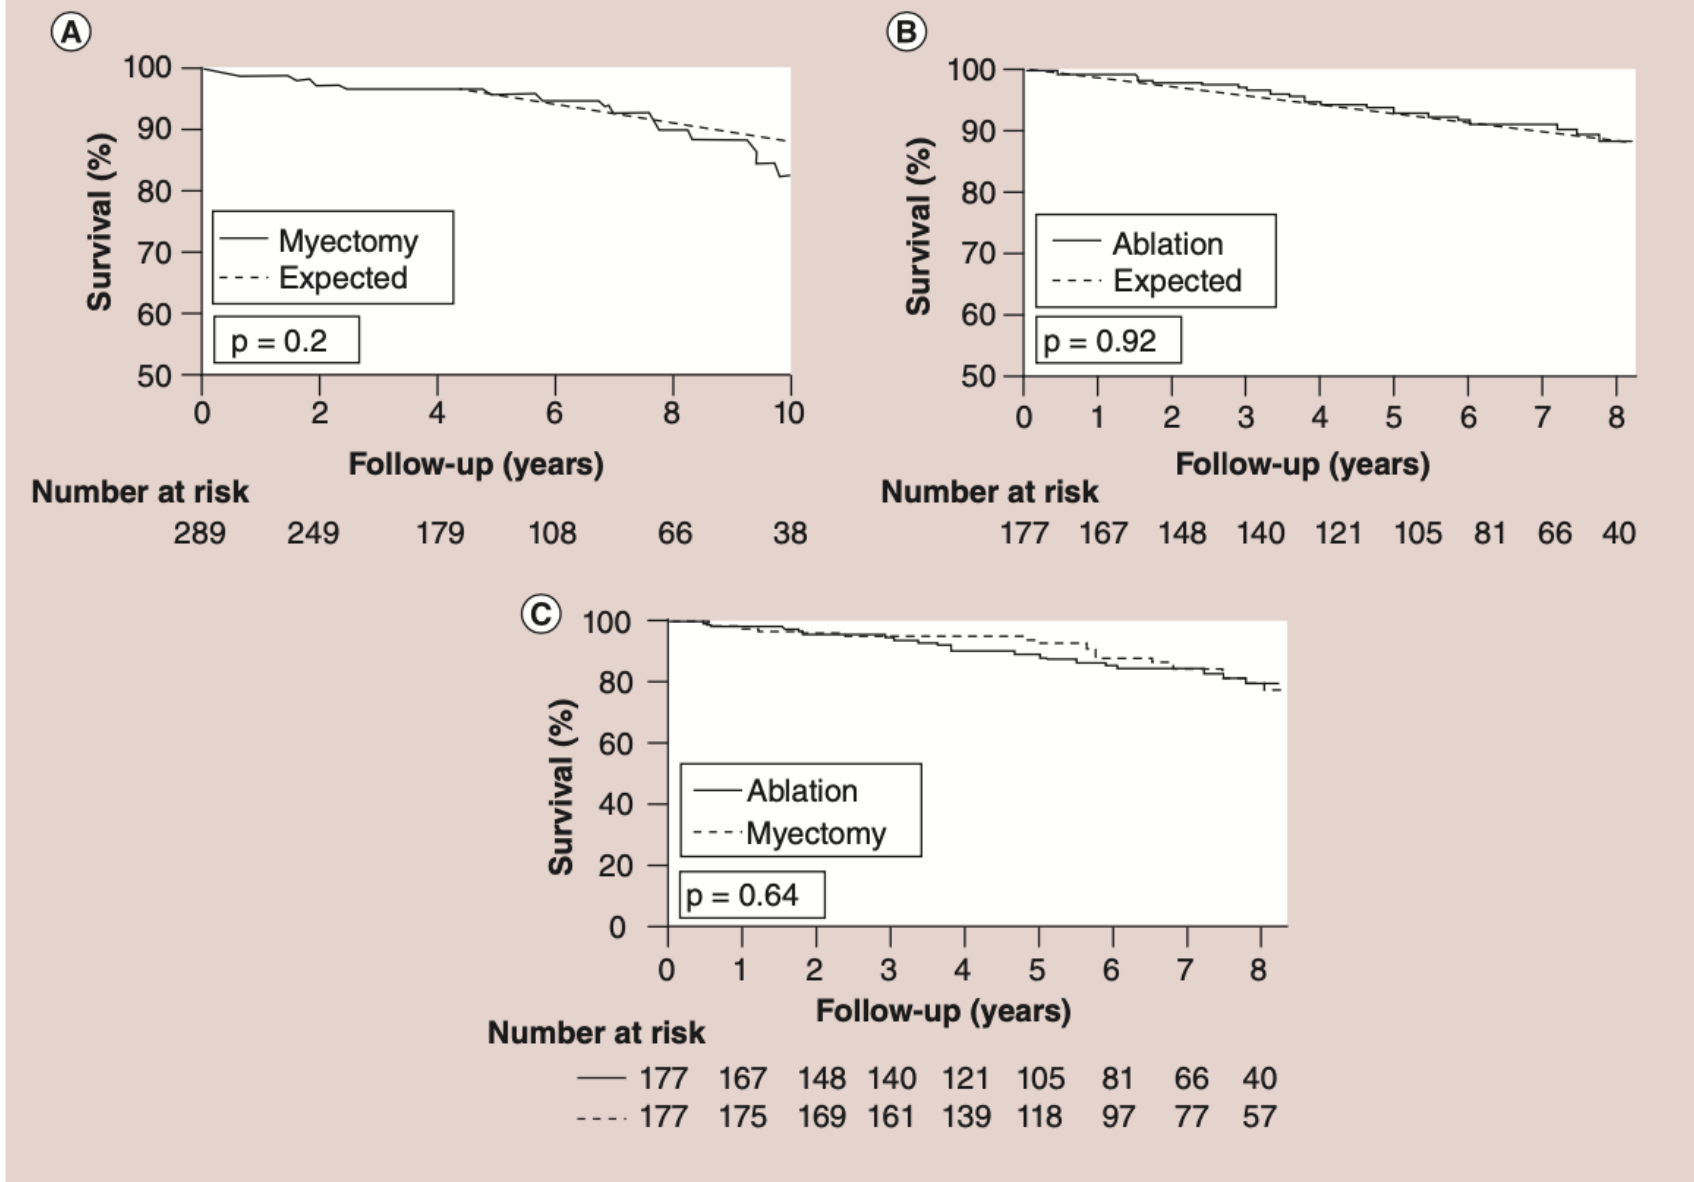 A
100
90
80
70
60
50
Survival (%)
Myectomy
Expected
p = 0.2
0 2 4 6 8 10
Follow-up (years)
Number at risk
289 249 179 108 66 38
B
100
90
80
70
60
50
Survival (%)
Ablation
Expected
p = 0.92
0 1 2 3 4 5 6 7 8
Follow-up (years)
Number at risk
177 167 148 140 121 105 81 66 40
C
100
80
60
40
20
0
Survival (%)
Ablation
Myectomy
p = 0.64
0 1 2 3 4 5 6 7 8
Follow-up (years)
Number at risk
177 167 148 140 121 105 81 66 40
177 175 169 161 139 118 97 77 57